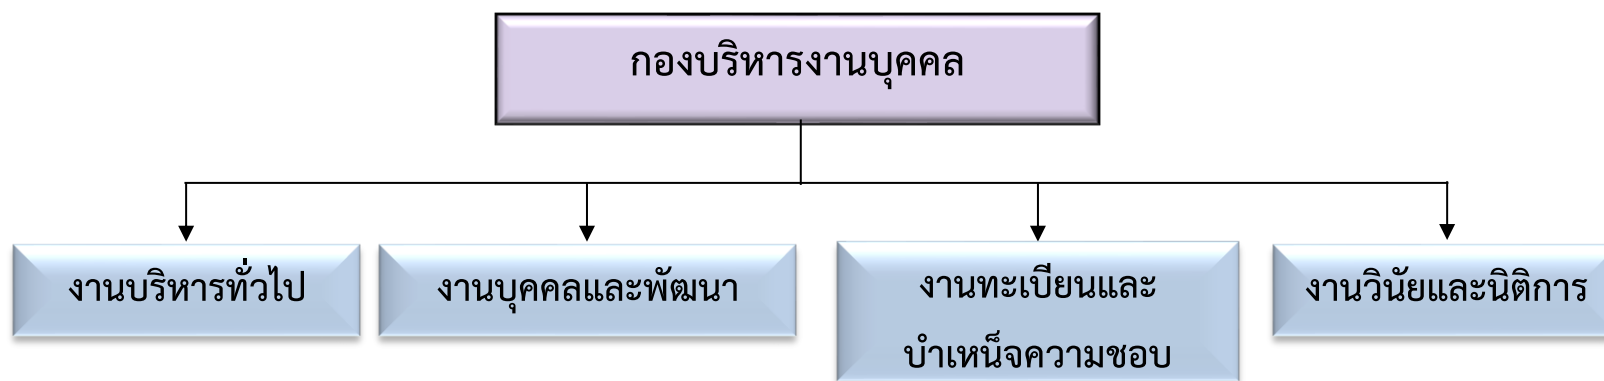 กองบริหารงานบุคคล
งานบริหารทั่วไป
งานบุคคลและพัฒนา
งานทะเบียนและ
บำเหน็จความชอบ
งานวินัยและนิติการ